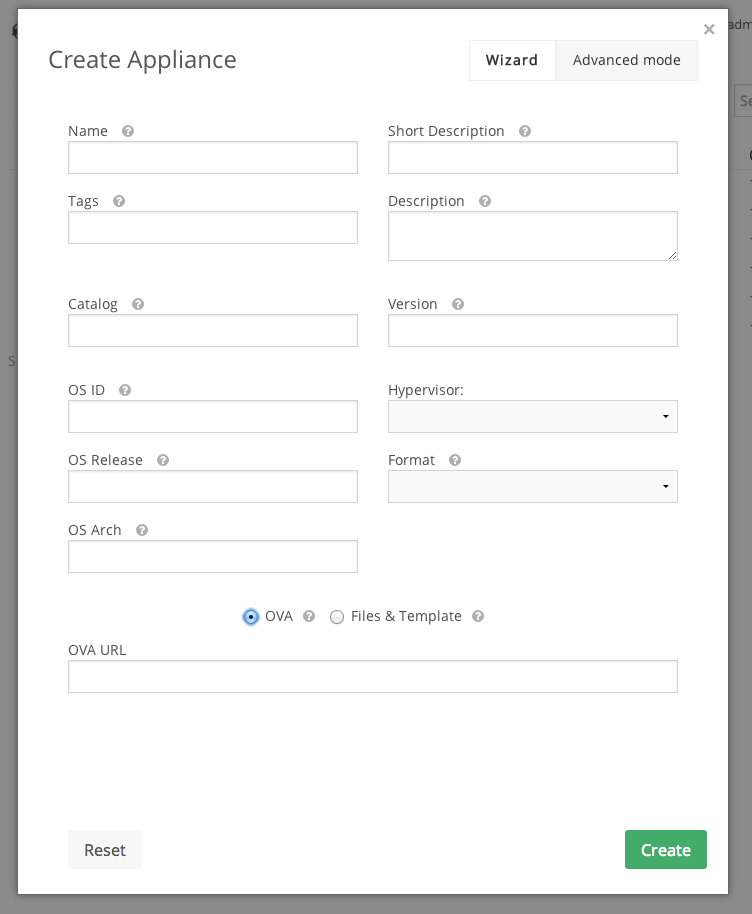 ×
Create Appliance
Wizard Advanced mode
Name Short Description
Tags Description
Catalog Version
OS ID Hypervisor:
OS Release Format
OS Arch
OVA Files & Template
OVA URL
Reset Create